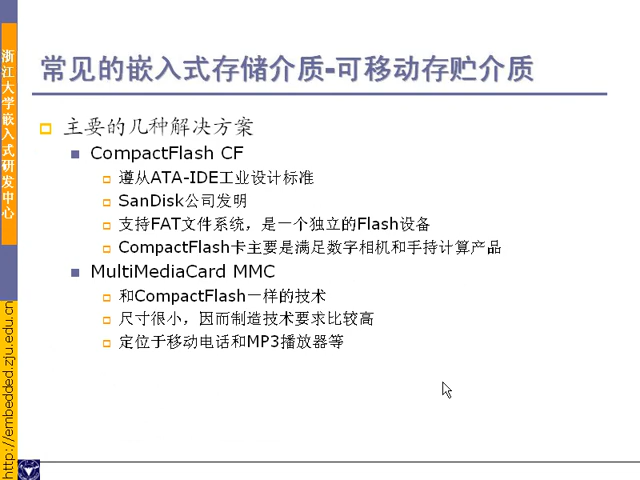 常见的嵌入式存储介质-可移动存贮介质
主要的几种解决方案
CompactFlash CF
遵从ATA-IDE工业设计标准
SanDisk公司发明
支持FAT文件系统，是一个独立的Flash设备
CompactFlash卡主要是满足数字相机和手持计算产品
MultiMediaCard MMC
和CompactFlash一样的技术
尺寸很小，因而制造技术要求比较高
定位于移动电话和MP3播放器等
浙江大学嵌入式研发中心
http://embedded.zju.edu.cn